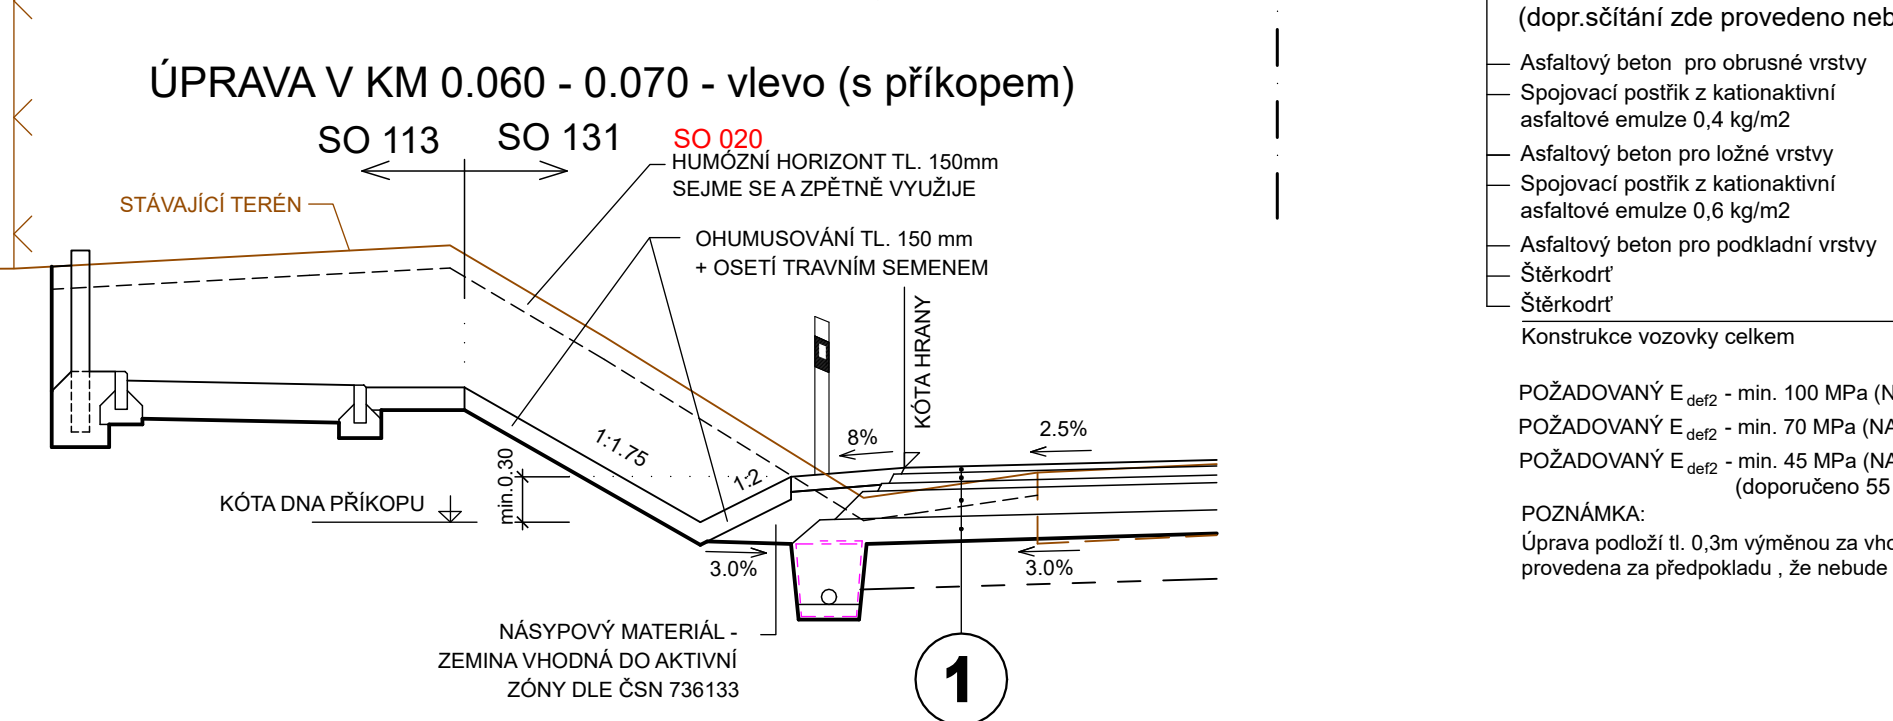 ÚPRAVA V KM 0.060 - 0.070 - vlevo (s příkopem)
SO 113
SO 131
SO 020
HUMÓZNÍ HORIZONT TL. 150mm
SEJME SE A ZPĚTNĚ VYUŽIJE
STÁVAJÍCÍ TERÉN
OHUMUSOVÁNÍ TL. 150 mm
+ OSETÍ TRAVNÍM SEMENEM
KÓTA HRANY
8%
2.5%
1:1.75
1:2
min.0.30
KÓTA DNA PŘÍKOPU
3.0%
3.0%
NÁSYPOVÝ MATERIÁL -
ZEMINA VHODNÁ DO AKTIVNÍ
ZÓNY DLE ČSN 736133
1
(dopr.sčítání zde provedeno neb
Asfaltový beton pro obrusné vrstvy
Spojovací postřik z kationaktivní
asfaltové emulze 0,4 kg/m2
Asfaltový beton pro ložné vrstvy
Spojovací postřik z kationaktivní
asfaltové emulze 0,6 kg/m2
Asfaltový beton pro podkladní vrstvy
Štěrkodrť
Štěrkodrť
Konstrukce vozovky celkem
POŽADOVANÝ E def2 - min. 100 MPa (N
POŽADOVANÝ E def2 - min. 70 MPa (NA
POŽADOVANÝ E def2 - min. 45 MPa (NA
(doporučeno 55
POZNÁMKA:
Úprava podloží tl. 0,3m výměnou za vho
provedena za předpokladu , že nebude